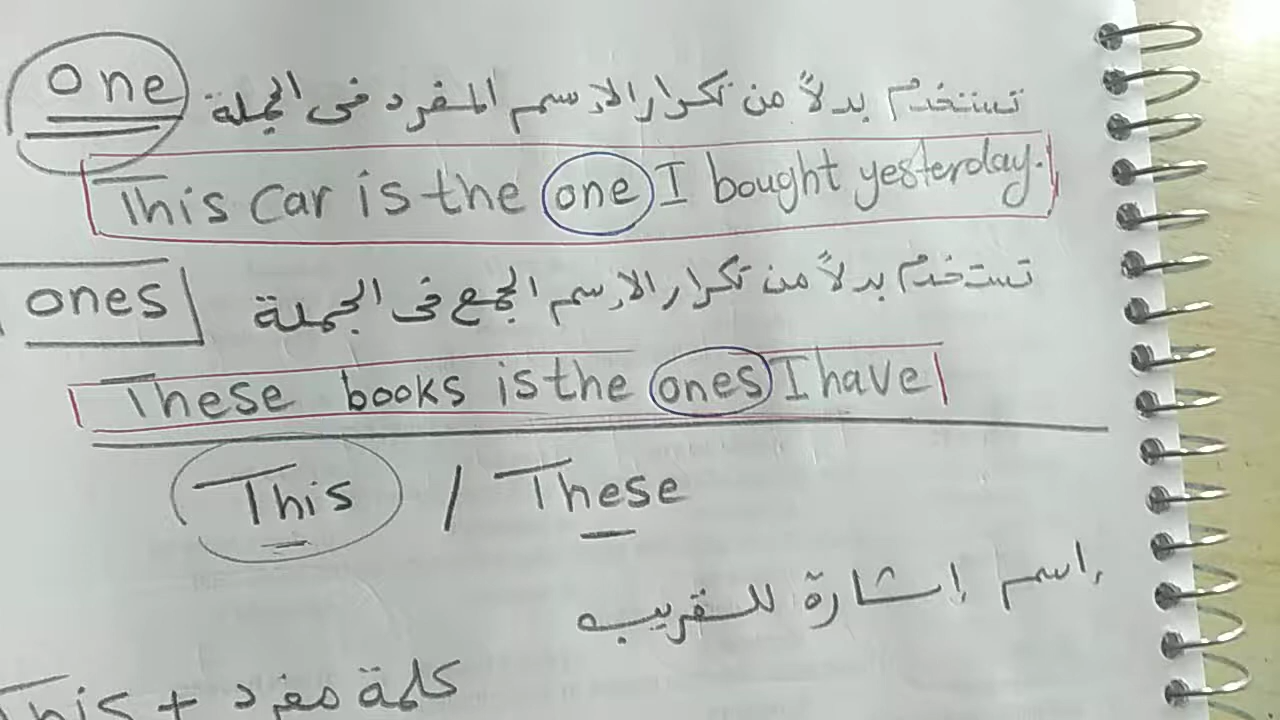 one تستخدم بدلاً من تكرار الاسم المفرد فى الجملة
This car is the one I bought yesterday.
ones تستخدم بدلاً من تكرار الاسم الجمع فى الجملة
These books is the ones I have
This / These
اسم إشارة للقريب
This + كلمة مفرد